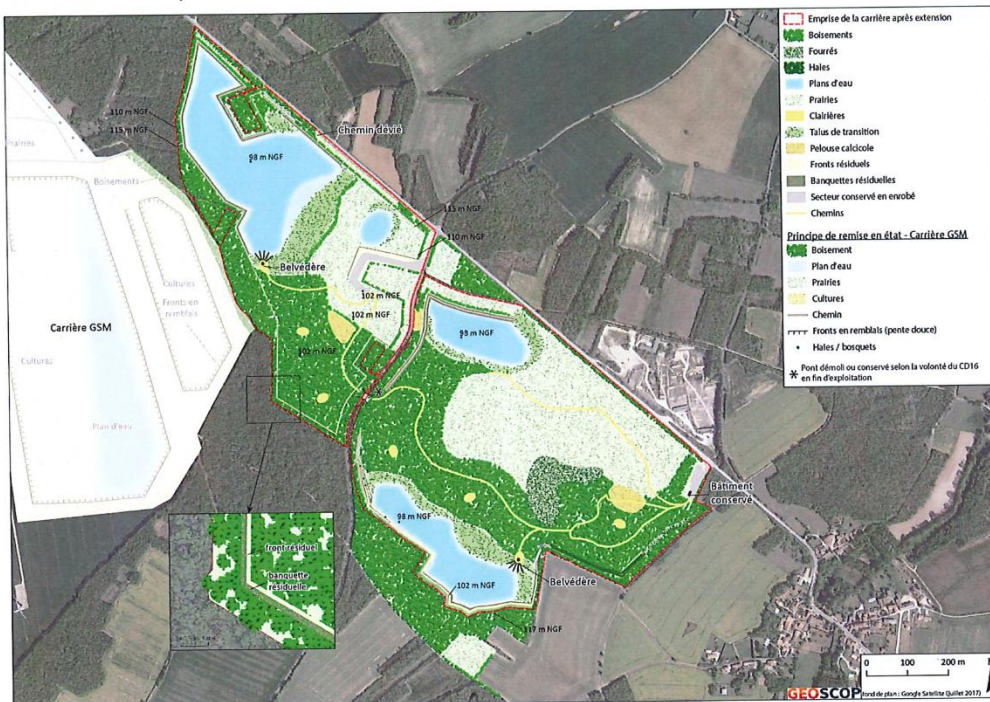 Emprise de la carrière après extension
Boisements
Fourrés
Haies
Plans d'eau
Prairies
Clairières
Talus de transition
Pelouse calcicole
Fronts résiduels
Banquettes résiduelles
Secteur conservé en enrobé
Chemins
Principe de remise en état - Carrière GSM
Boisement
Plan d'eau
Prairies
Cultures
Chemin
Fronts en remblais (pente douce)
Haies / bosquets
Pont démoli ou conservé selon la volonté du CD16
en fin d'exploitation
110 m NGF
115 m NGF
Prairies
Boisements
Chemin dévié
98 m NGF
115 m NGF
110 m NGF
Belvédère
Cultures
Fronts en
remblais
102 m NGF
102 m NGF
98 m NGF
Carrière GSM
102 m NGF
Cultures
Plan d'eau
Bâtiment
conservé
98 m NGF
front résiduel
banquette
résiduelle
102 m NGF
Belvédère
117 m NGF
0 100 200 m
GEOSCOP
fond de plan : Google Satellite (juillet 2017)